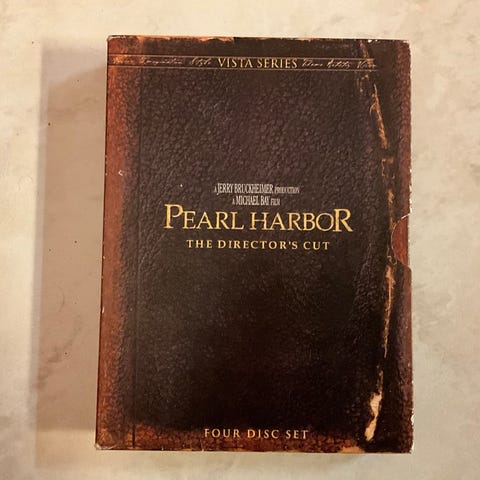 VISTA SERIES
A JERRY BRUCKHEIMER PRODUCTION
A MICHAEL BAY FILM
PEARL HARBOR
THE DIRECTOR'S CUT
FOUR DISC SET